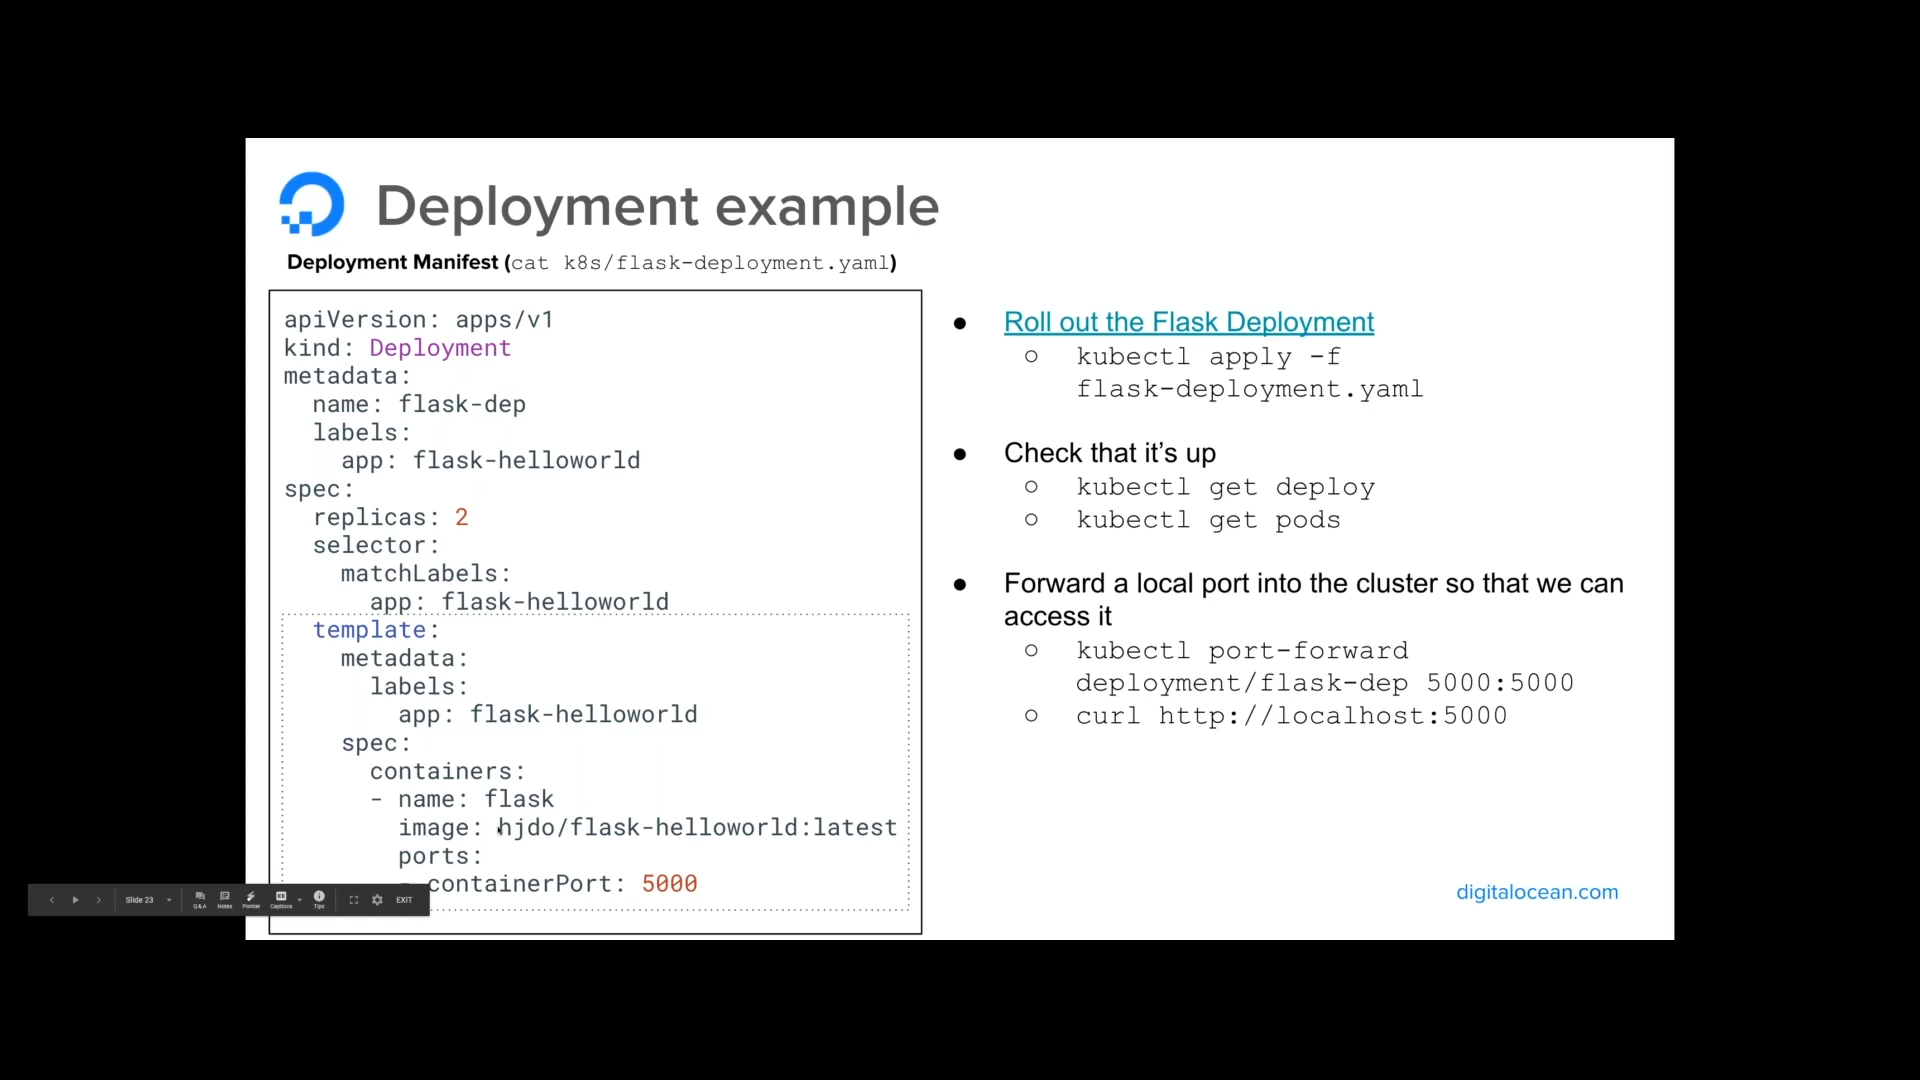 Deployment example
Deployment Manifest (cat k8s/flask-deployment.yaml)
apiVersion: apps/v1
kind: Deployment
metadata:
  name: flask-dep
  labels:
    app: flask-helloworld
spec:
  replicas: 2
  selector:
    matchLabels:
      app: flask-helloworld
  template:
    metadata:
      labels:
        app: flask-helloworld
    spec:
      containers:
      - name: flask
        image: hjdo/flask-helloworld:latest
        ports:
        - containerPort: 5000
● Roll out the Flask Deployment
○ kubectl apply -f
flask-deployment.yaml
● Check that it’s up
○ kubectl get deploy
○ kubectl get pods
● Forward a local port into the cluster so that we can
access it
○ kubectl port-forward
deployment/flask-dep 5000:5000
○ curl http://localhost:5000
digitalocean.com
Slide 23
Q&A
Notes
Pointer
Captions
Tips
EXIT